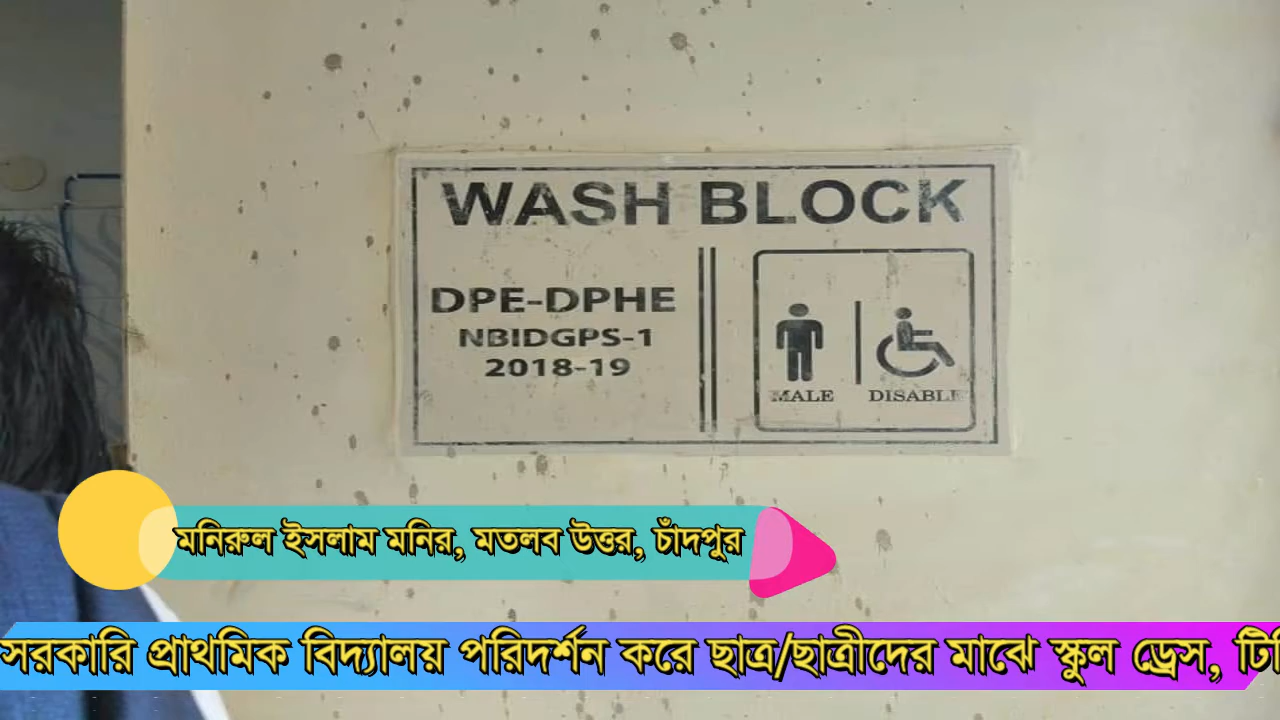 WASH BLOCK
DPE-DPHE
NBIDGPS-1
2018-19
MALE
DISABLE
মনিরুল ইসলাম মনির, মতলব উত্তর, চাঁদপুর
সরকারি প্রাথমিক বিদ্যালয় পরিদর্শন করে ছাত্র/ছাত্রীদের মাঝে স্কুল ড্রেস,